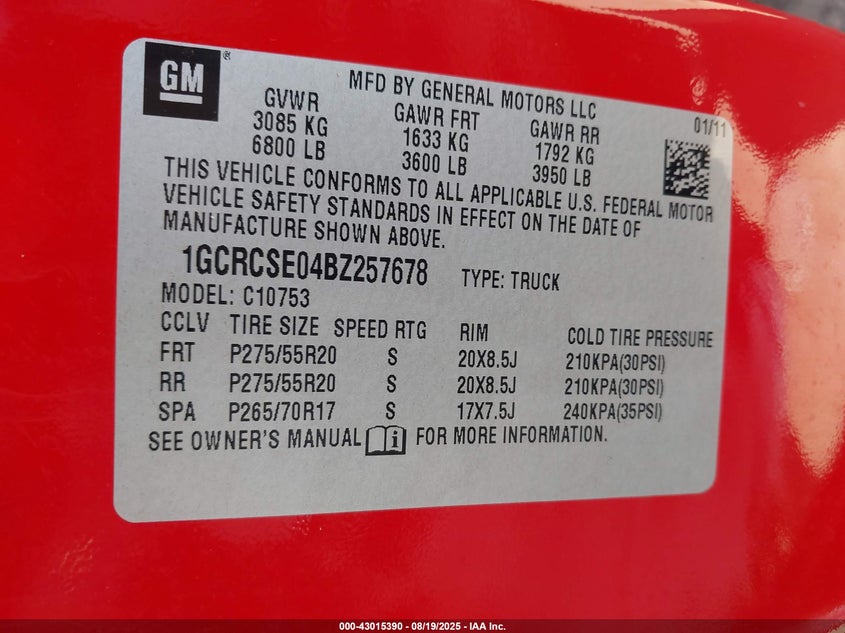 GM®
MFD BY GENERAL MOTORS LLC
01/11
GVWR GAWR FRT GAWR RR
3085 KG 1633 KG 1792 KG
6800 LB 3600 LB 3950 LB
THIS VEHICLE CONFORMS TO ALL APPLICABLE U.S. FEDERAL MOTOR
VEHICLE SAFETY STANDARDS IN EFFECT ON THE DATE OF
MANUFACTURE SHOWN ABOVE.
1GCRCSE04BZ257678 TYPE: TRUCK
MODEL: C10753
CCLV TIRE SIZE SPEED RTG RIM COLD TIRE PRESSURE
FRT P275/55R20 S 20X8.5J 210KPA(30PSI)
RR P275/55R20 S 20X8.5J 210KPA(30PSI)
SPA P265/70R17 S 17X7.5J 240KPA(35PSI)
SEE OWNER'S MANUAL i FOR MORE INFORMATION.
000-43015390 - 08/19/2025 - IAA Inc.